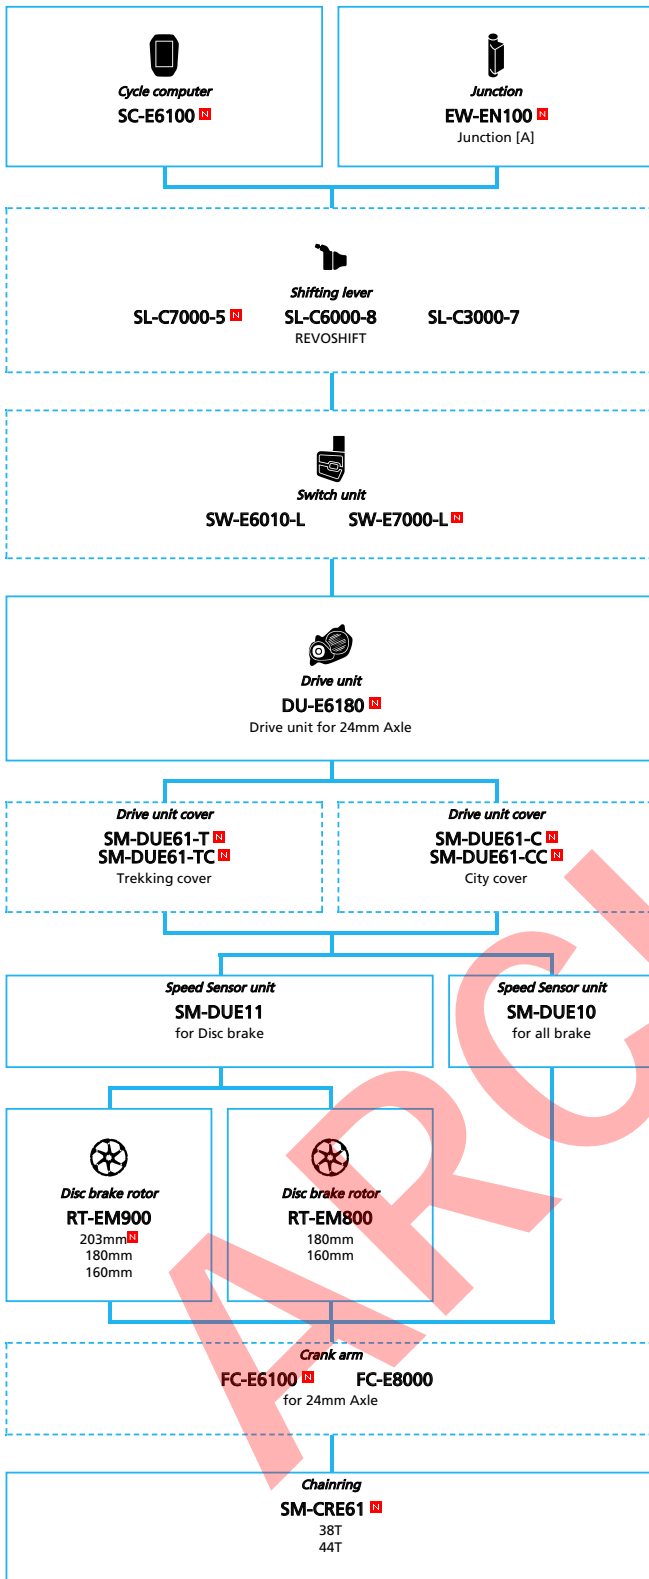 Cycle computer
SC-E6100 N
Junction
EW-EN100 N
Junction [A]
Shifting lever
SL-C7000-5 N SL-C6000-8 SL-C3000-7
REVOSHIFT
Switch unit
SW-E6010-L SW-E7000-L N
Drive unit
DU-E6180 N
Drive unit for 24mm Axle
Drive unit cover
SM-DUE61-T N
SM-DUE61-TC N
Trekking cover
Drive unit cover
SM-DUE61-C N
SM-DUE61-CC N
City cover
Speed Sensor unit
SM-DUE11
for Disc brake
Speed Sensor unit
SM-DUE10
for all brake
Disc brake rotor
RT-EM900
203mm N
180mm
160mm
Disc brake rotor
RT-EM800
180mm
160mm
Crank arm
FC-E6100 N FC-E8000
for 24mm Axle
Chainring
SM-CRE61 N
38T
44T
ARC